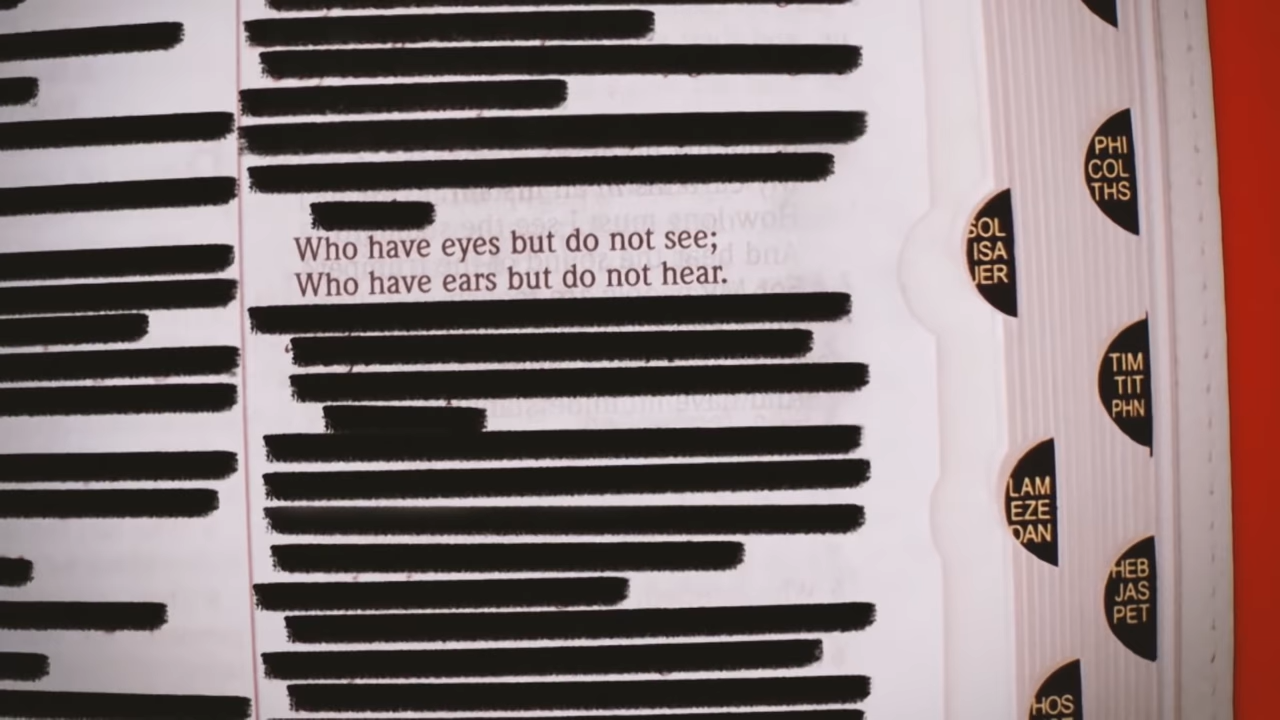 Who have eyes but do not see;
Who have ears but do not hear.
PHI
COL
THS
SOL
ISA
JER
TIM
TIT
PHN
LAM
EZE
DAN
HEB
JAS
PET
HOS